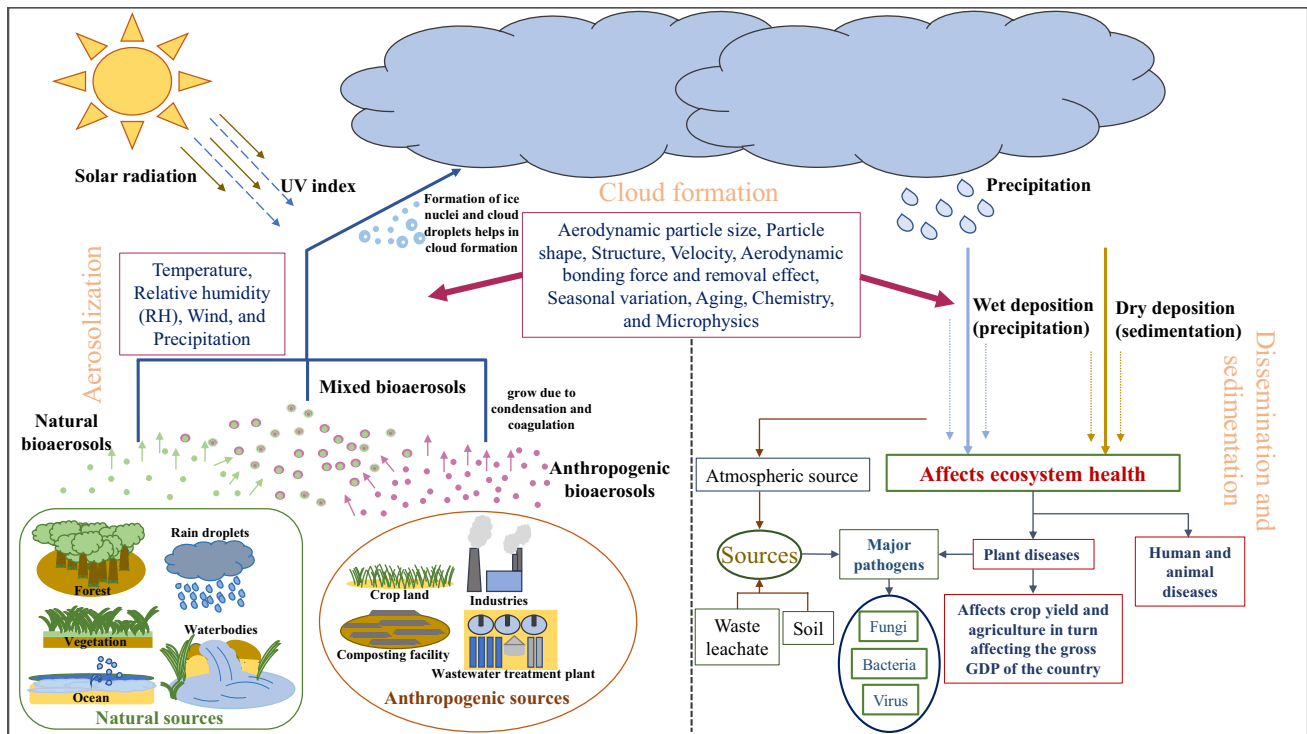 Solar radiation
UV index
Formation of ice
nuclei and cloud
droplets helps in
cloud formation
Cloud formation
Precipitation
Aerodynamic particle size, Particle
shape, Structure, Velocity, Aerodynamic
bonding force and removal effect,
Seasonal variation, Aging, Chemistry,
and Microphysics
Aerosolization
Temperature,
Relative humidity
(RH), Wind, and
Precipitation
Wet deposition
(precipitation)
Dry deposition
(sedimentation)
Dissemination and
sedimentation
Natural
bioaerosols
Mixed bioaerosols
grow due to
condensation and
coagulation
Anthropogenic
bioaerosols
Forest
Rain droplets
Vegetation
Waterbodies
Ocean
Natural sources
Crop land
Industries
Composting facility
Wastewater treatment plant
Anthropogenic sources
Atmospheric source
Affects ecosystem health
Sources
Major
pathogens
Plant diseases
Human and
animal
diseases
Waste
leachate
Soil
Fungi
Bacteria
Virus
Affects crop yield and
agriculture in turn
affecting the gross
GDP of the country